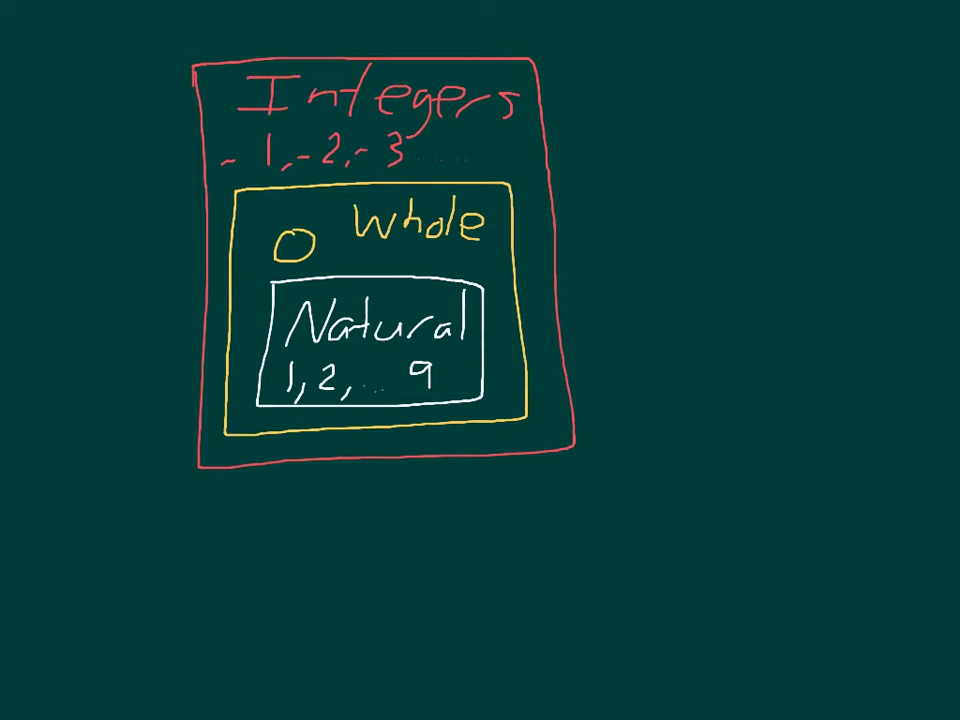 Integers
-1, -2, -3 .....
0 Whole
Natural
1, 2, ... 9